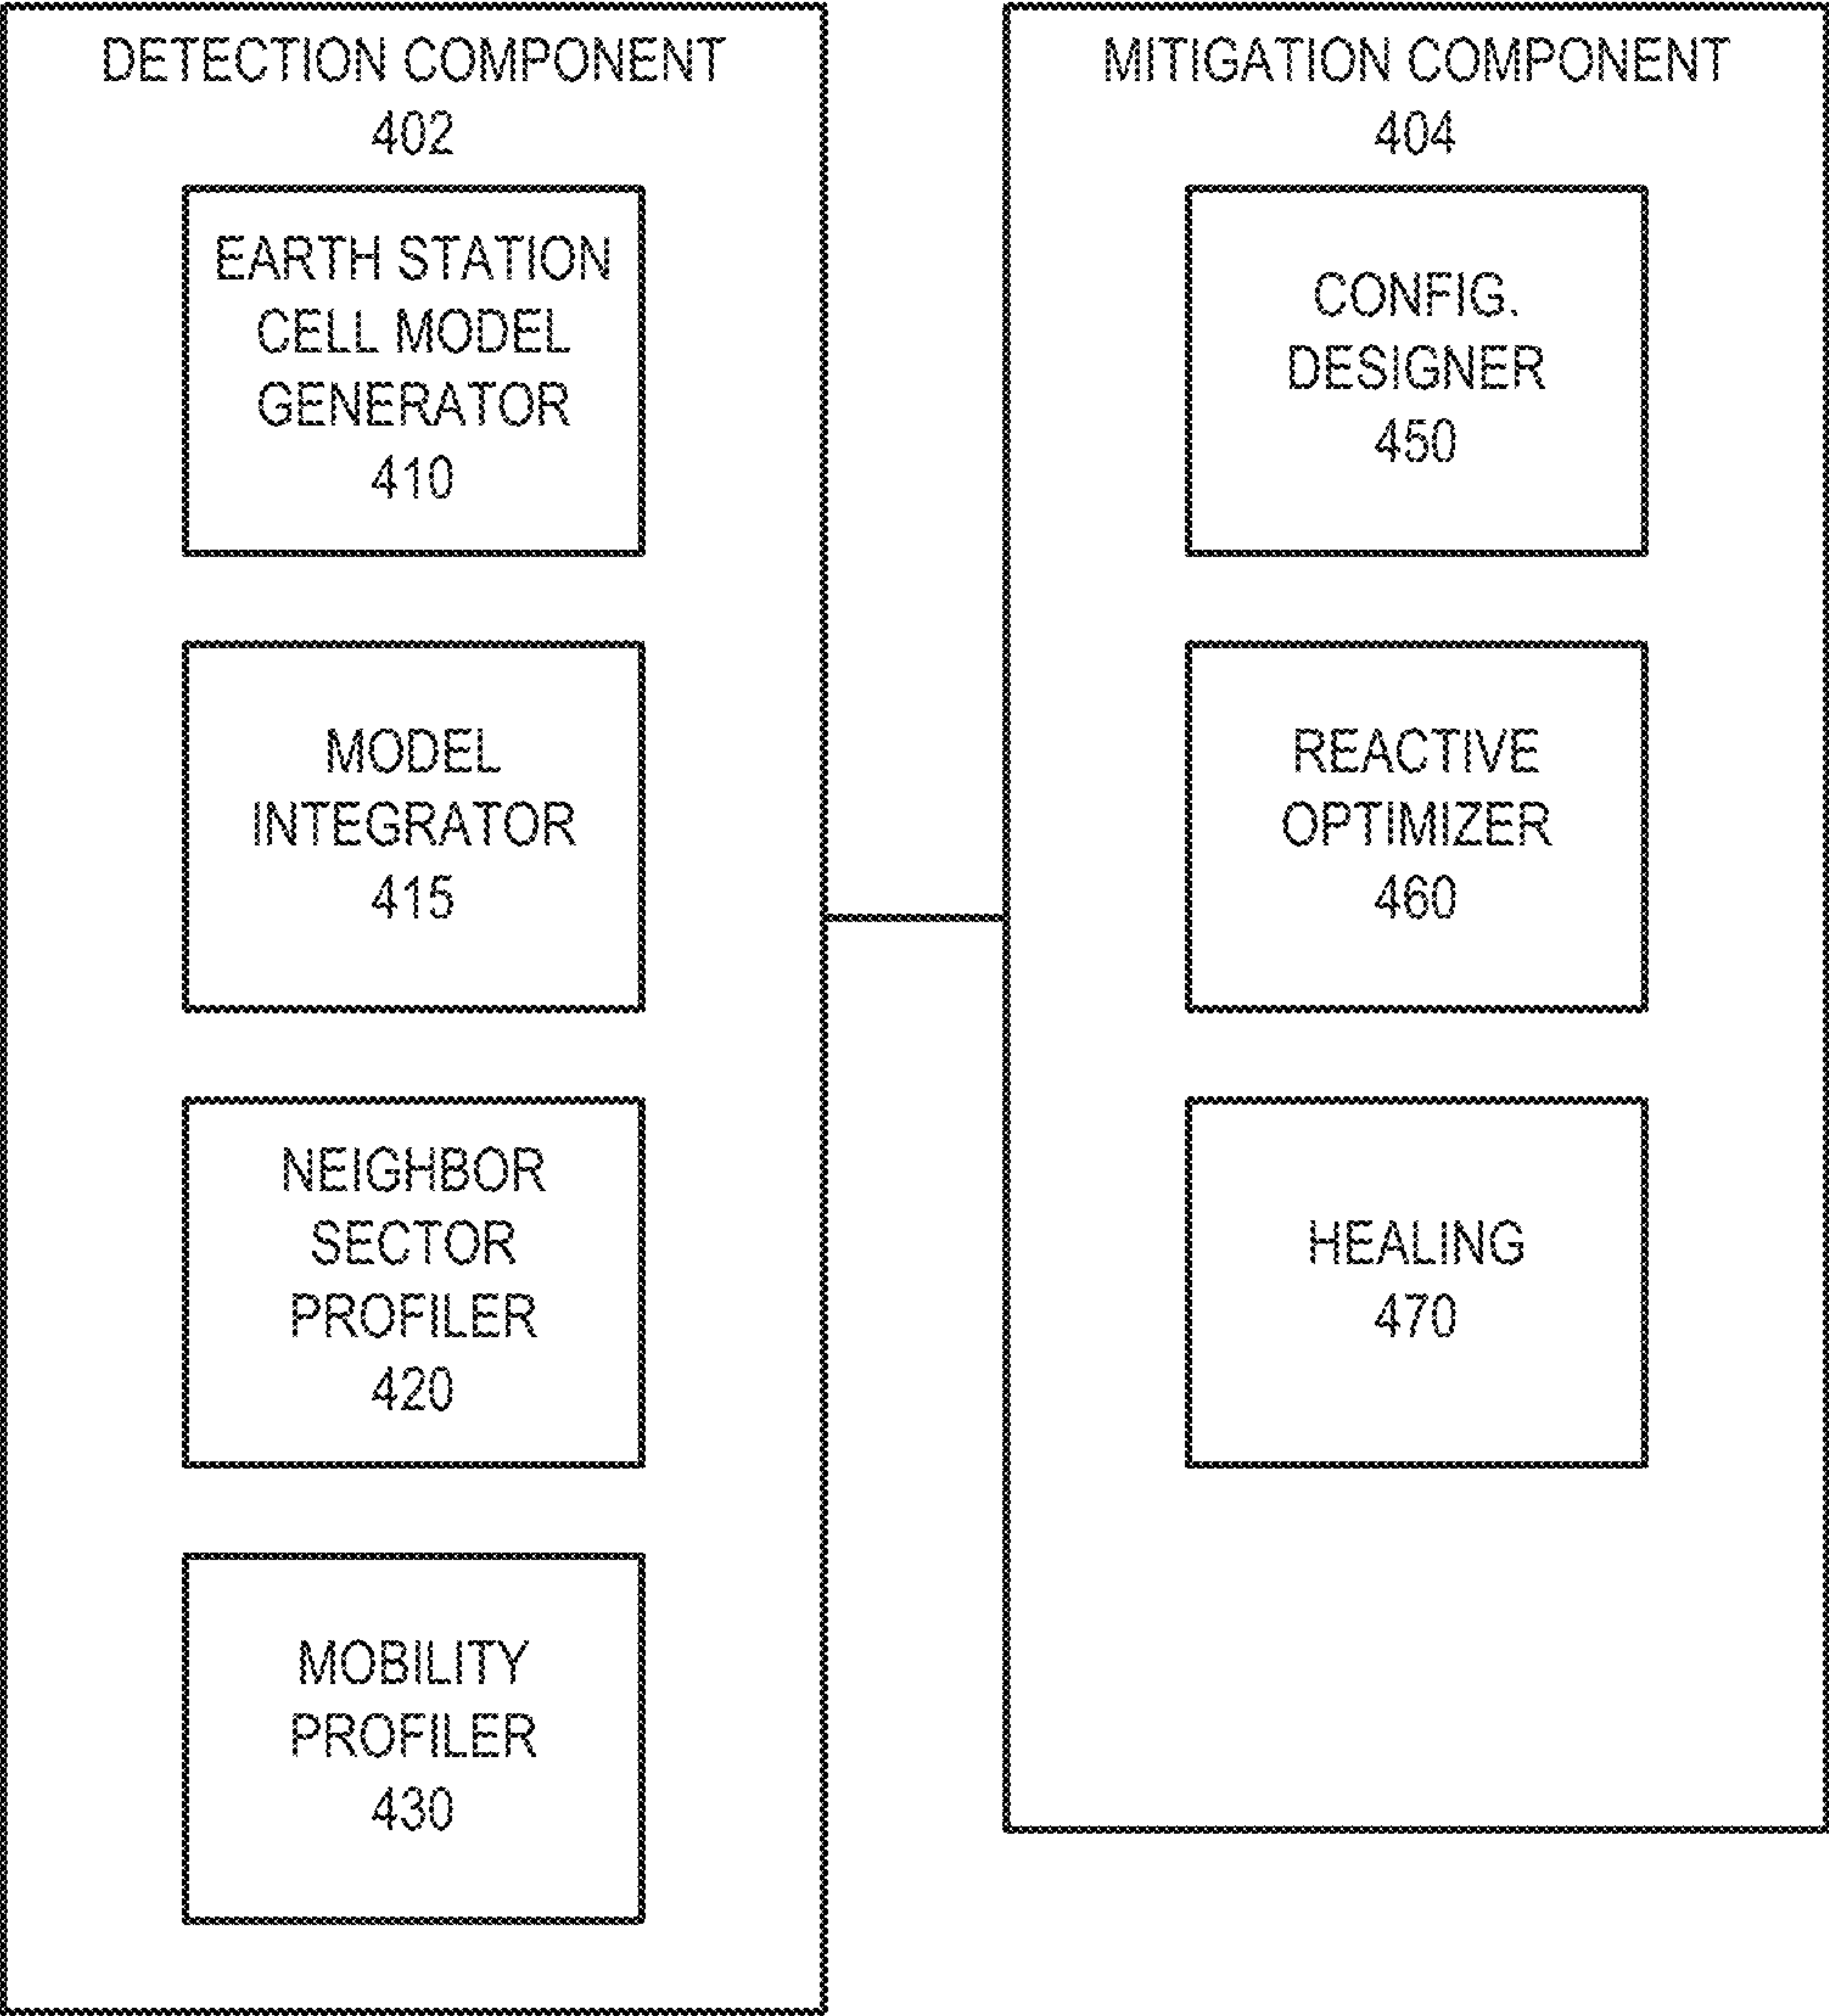 DETECTION COMPONENT
402
EARTH STATION
CELL MODEL
GENERATOR
410
MODEL
INTEGRATOR
415
NEIGHBOR
SECTOR
PROFILER
420
MOBILITY
PROFILER
430
MITIGATION COMPONENT
404
CONFIG.
DESIGNER
450
REACTIVE
OPTIMIZER
460
HEALING
470